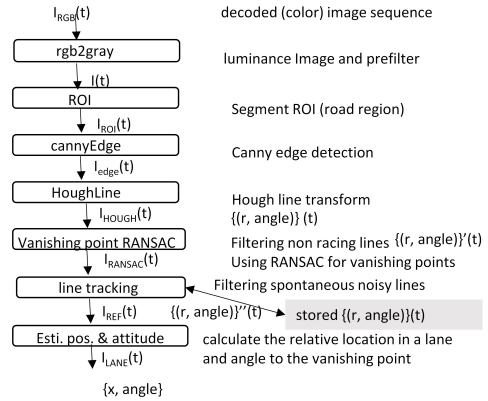 I_RGB(t) decoded (color) image sequence
rgb2gray luminance Image and prefilter
I(t)
ROI Segment ROI (road region)
I_ROI(t)
cannyEdge Canny edge detection
I_edge(t)
HoughLine Hough line transform
I_HOUGH(t) {(r, angle)} (t)
Vanishing point RANSAC Filtering non racing lines {(r, angle)}'(t)
I_RANSAC(t) Using RANSAC for vanishing points
line tracking Filtering spontaneous noisy lines
I_REF(t) {(r, angle)}''(t) stored {(r, angle)}(t)
Esti. pos. & attitude calculate the relative location in a lane
I_LANE(t) and angle to the vanishing point
{x, angle}